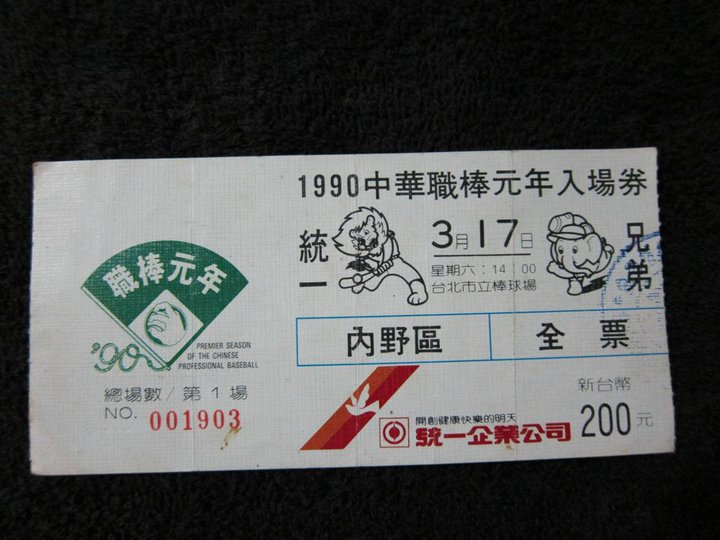 1990中華職棒元年入場券
統一
3月17日
兄弟
星期六:14:00
台北市立棒球場
內野區
全票
職棒元年
'90
PREMIER SEASON
OF THE CHINESE
PROFESSIONAL BASEBALL
總場數/第1場
NO. 001903
開創健康快樂的明天
統一企業公司
新台幣
200元